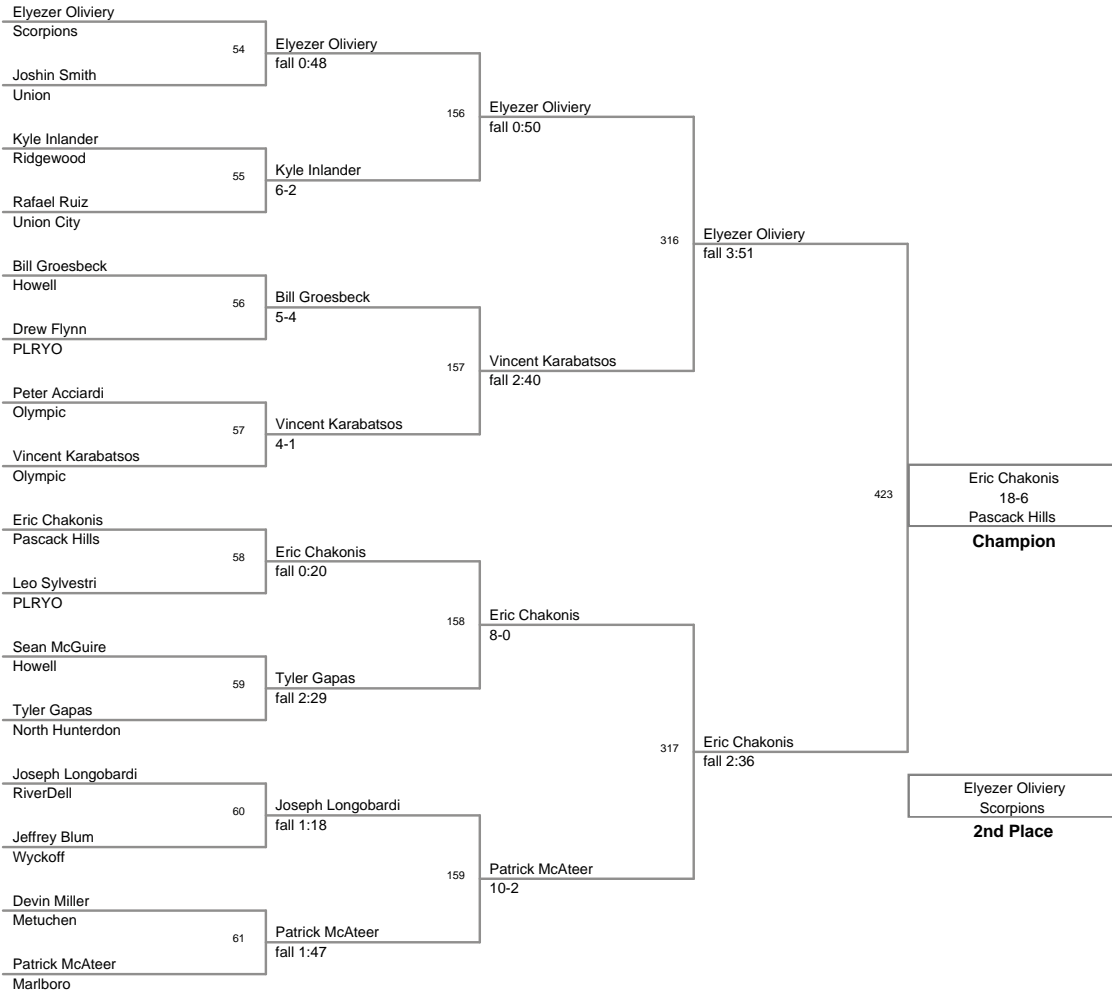 Elyezer Oliviery
Scorpions
54
Joshin Smith
Union
Kyle Inlander
Ridgewood
55
Rafael Ruiz
Union City
Bill Groesbeck
Howell
56
Drew Flynn
PLRYO
Peter Acciardi
Olympic
57
Vincent Karabatsos
Olympic
Eric Chakonis
Pascack Hills
58
Leo Sylvestri
PLRYO
Sean McGuire
Howell
59
Tyler Gapas
North Hunterdon
Joseph Longobardi
RiverDell
60
Jeffrey Blum
Wyckoff
Devin Miller
Metuchen
61
Patrick McAteer
Marlboro
Elyezer Oliviery
fall 0:48
156
Kyle Inlander
6-2
Bill Groesbeck
5-4
157
Vincent Karabatsos
4-1
Eric Chakonis
fall 0:20
158
Tyler Gapas
fall 2:29
Joseph Longobardi
fall 1:18
159
Patrick McAteer
fall 1:47
Elyezer Oliviery
fall 0:50
316
Vincent Karabatsos
fall 2:40
Eric Chakonis
8-0
317
Patrick McAteer
10-2
Elyezer Oliviery
fall 3:51
423
Eric Chakonis
fall 2:36
Eric Chakonis
18-6
Pascack Hills
Champion
Elyezer Oliviery
Scorpions
2nd Place